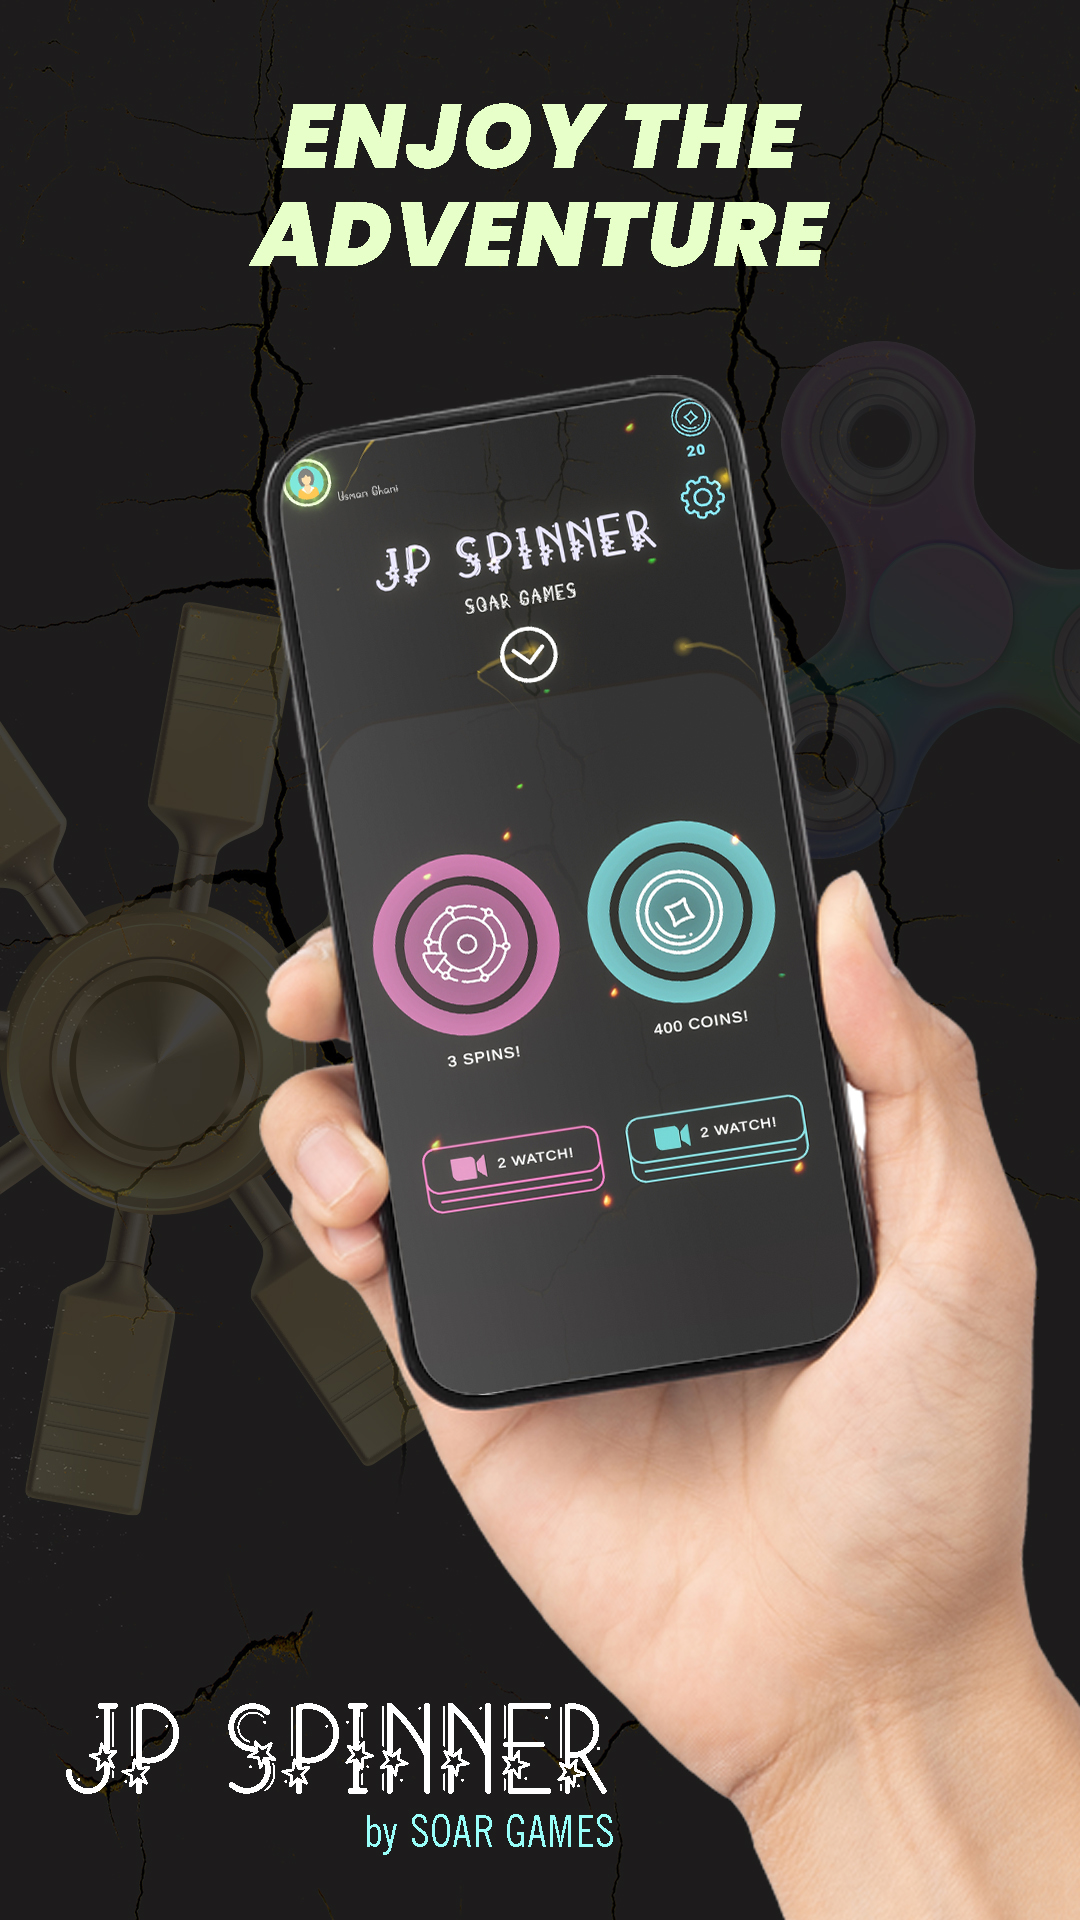 ENJOY THE
ADVENTURE
20
Usman Ghani
JP SPINNER
SOAR GAMES
3 SPINS!
400 COINS!
2 WATCH!
2 WATCH!
JP SPINNER
by SOAR GAMES